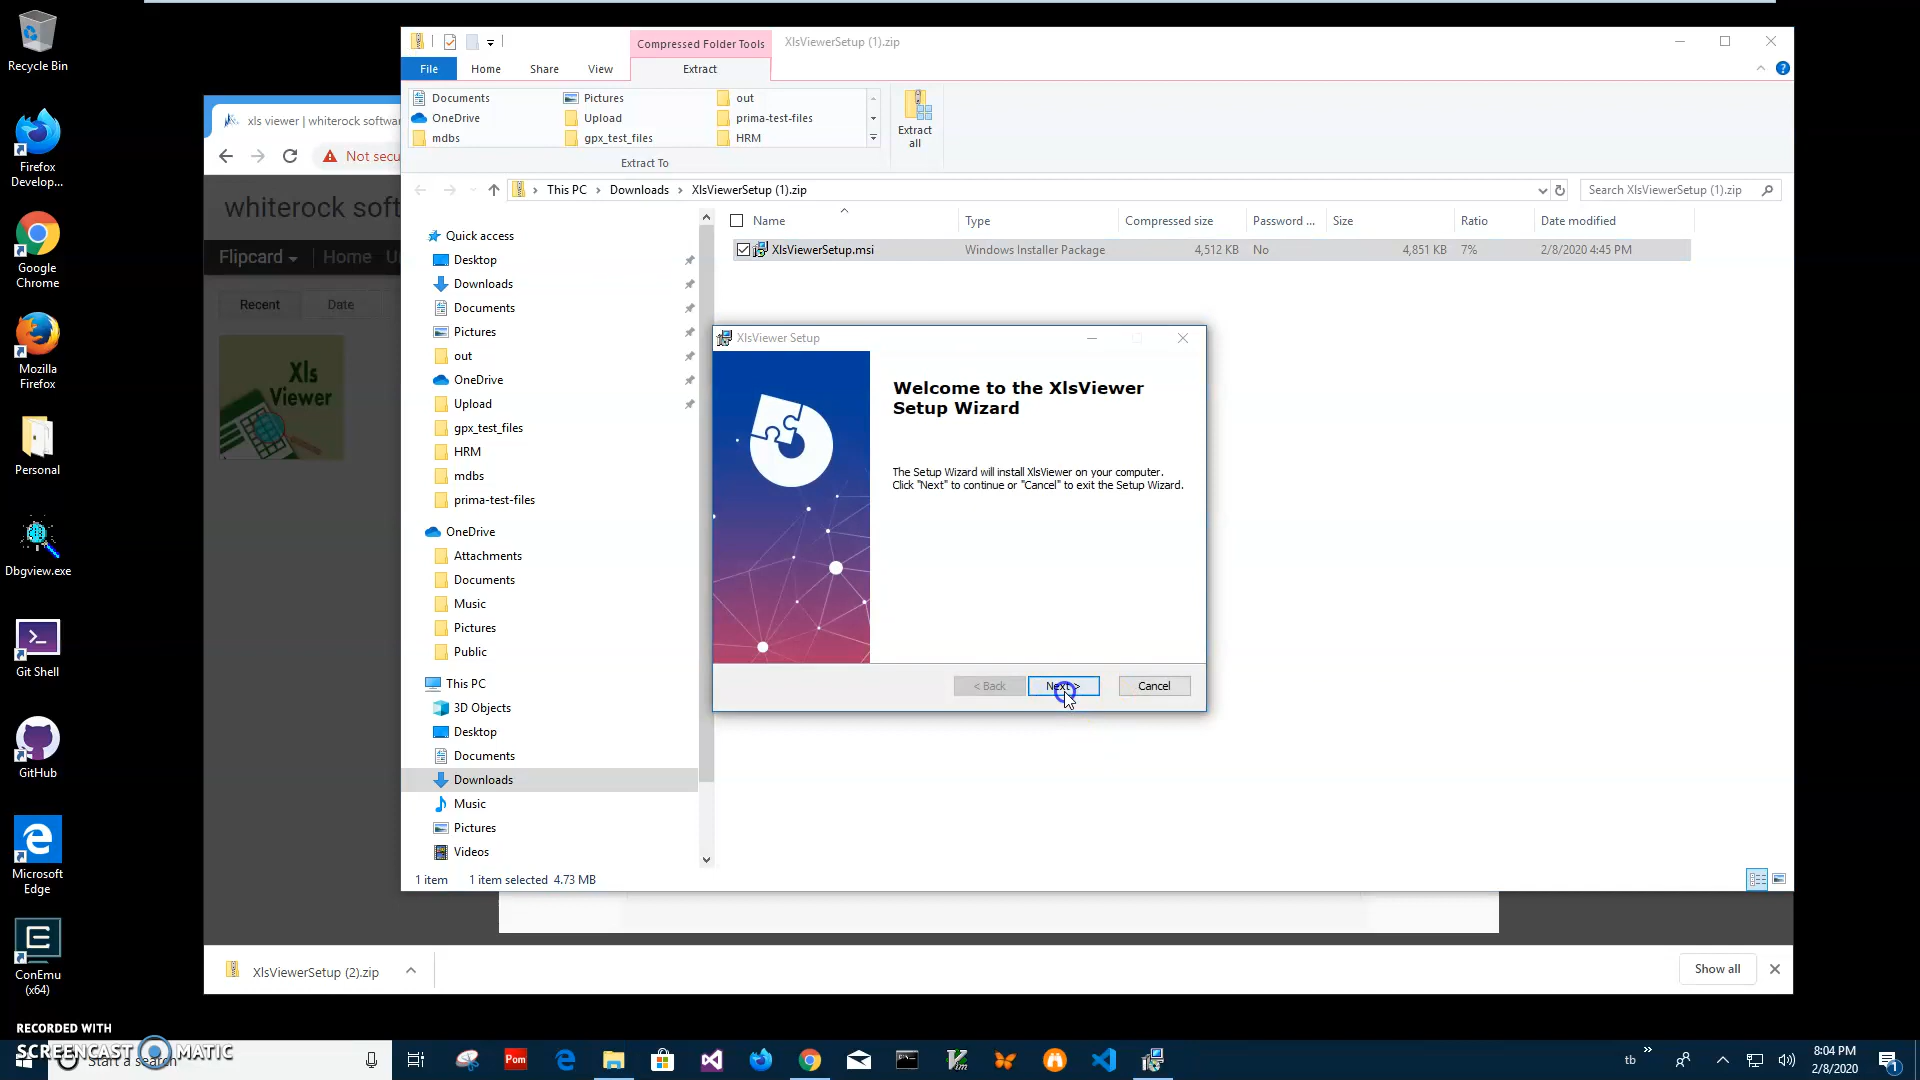 Recycle Bin
Firefox
Develop...
Google
Chrome
Mozilla
Firefox
Personal
Dbgview.exe
Git Shell
GitHub
Microsoft
Edge
ConEmu
(x64)
xls viewer | whiterock softwa
Not secu
whiterock soft
Flipcard
Home
Recent
Date
Xls
Viewer
Compressed Folder Tools
XlsViewerSetup (1).zip
File
Home
Share
View
Extract
Documents
Pictures
out
OneDrive
Upload
prima-test-files
mdbs
gpx_test_files
HRM
Extract To
Extract
all
This PC
Downloads
XlsViewerSetup (1).zip
Search XlsViewerSetup (1).zip
Name
Type
Compressed size
Password ...
Size
Ratio
Date modified
XlsViewerSetup.msi
Windows Installer Package
4,512 KB
No
4,851 KB
7%
2/8/2020 4:45 PM
Quick access
Desktop
Downloads
Documents
Pictures
out
OneDrive
Upload
gpx_test_files
HRM
mdbs
prima-test-files
OneDrive
Attachments
Documents
Music
Pictures
Public
This PC
3D Objects
Desktop
Documents
Downloads
Music
Pictures
Videos
1 item
1 item selected 4.73 MB
XlsViewer Setup
Welcome to the XlsViewer
Setup Wizard
The Setup Wizard will install XlsViewer on your computer.
Click "Next" to continue or "Cancel" to exit the Setup Wizard.
< Back
Next >
Cancel
XlsViewerSetup (2).zip
Show all
RECORDED WITH
SCREENCAST MATIC
Start a search
Pom
Vim
tb
8:04 PM
2/8/2020
1